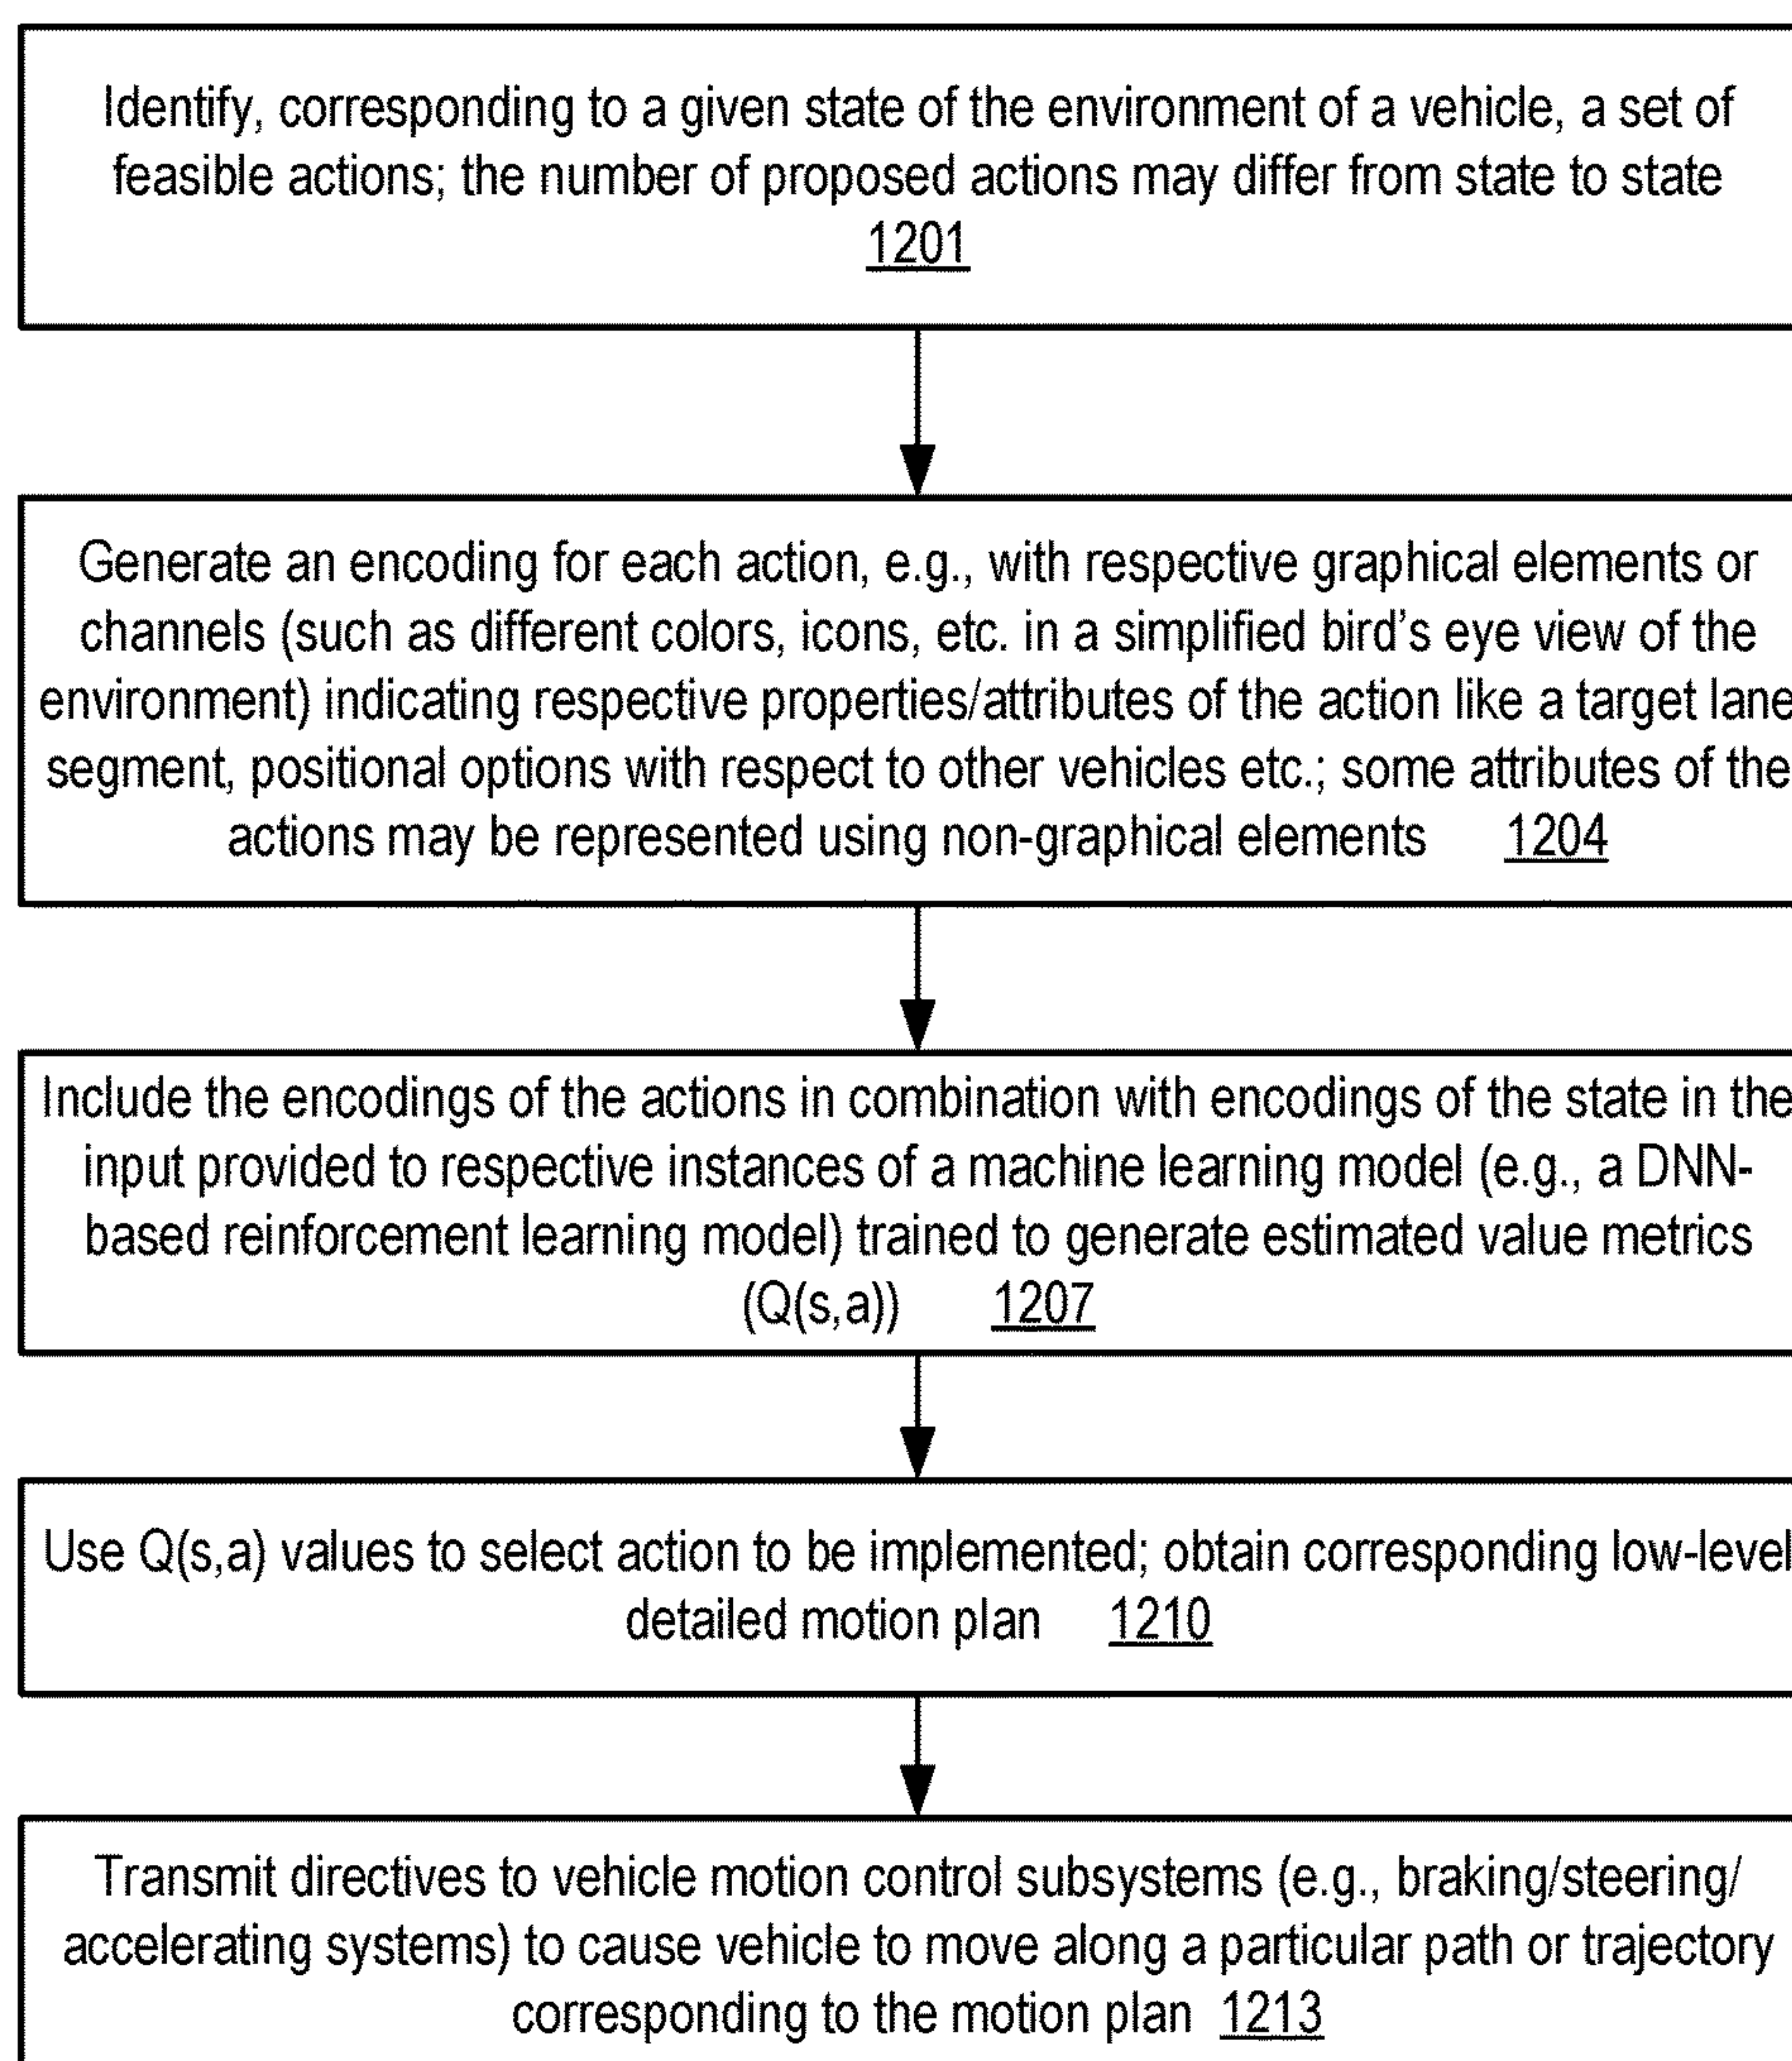 Identify, corresponding to a given state of the environment of a vehicle, a set of
feasible actions; the number of proposed actions may differ from state to state
1201
Generate an encoding for each action, e.g., with respective graphical elements or
channels (such as different colors, icons, etc. in a simplified bird's eye view of the
environment) indicating respective properties/attributes of the action like a target lane
segment, positional options with respect to other vehicles etc.; some attributes of the
actions may be represented using non-graphical elements 1204
Include the encodings of the actions in combination with encodings of the state in the
input provided to respective instances of a machine learning model (e.g., a DNN-
based reinforcement learning model) trained to generate estimated value metrics
(Q(s,a)) 1207
Use Q(s,a) values to select action to be implemented; obtain corresponding low-level
detailed motion plan 1210
Transmit directives to vehicle motion control subsystems (e.g., braking/steering/
accelerating systems) to cause vehicle to move along a particular path or trajectory
corresponding to the motion plan 1213